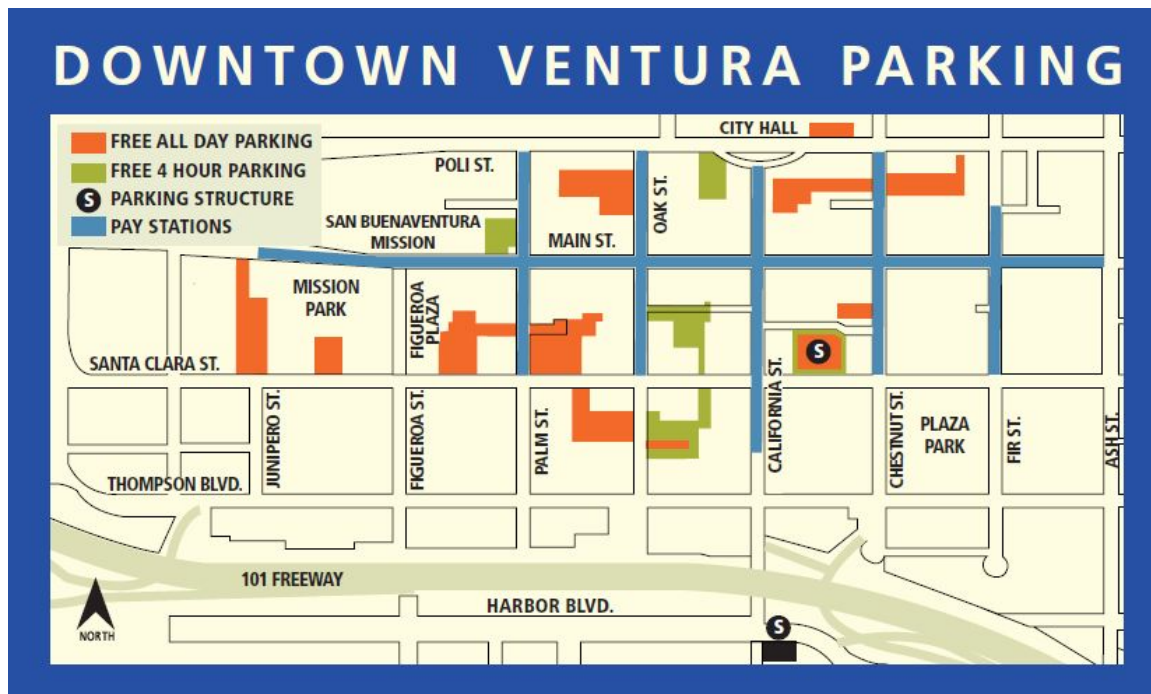 DOWNTOWN VENTURA PARKING
FREE ALL DAY PARKING
FREE 4 HOUR PARKING
S PARKING STRUCTURE
PAY STATIONS
CITY HALL
POLI ST.
OAK ST.
SAN BUENAVENTURA
MISSION
MAIN ST.
MISSION
PARK
FIGUEROA
PLAZA
S
SANTA CLARA ST.
JUNIPERO ST.
FIGUEROA ST.
PALM ST.
CALIFORNIA ST.
CHESTNUT ST.
PLAZA
PARK
FIR ST.
ASH ST.
THOMPSON BLVD.
101 FREEWAY
HARBOR BLVD.
NORTH
S